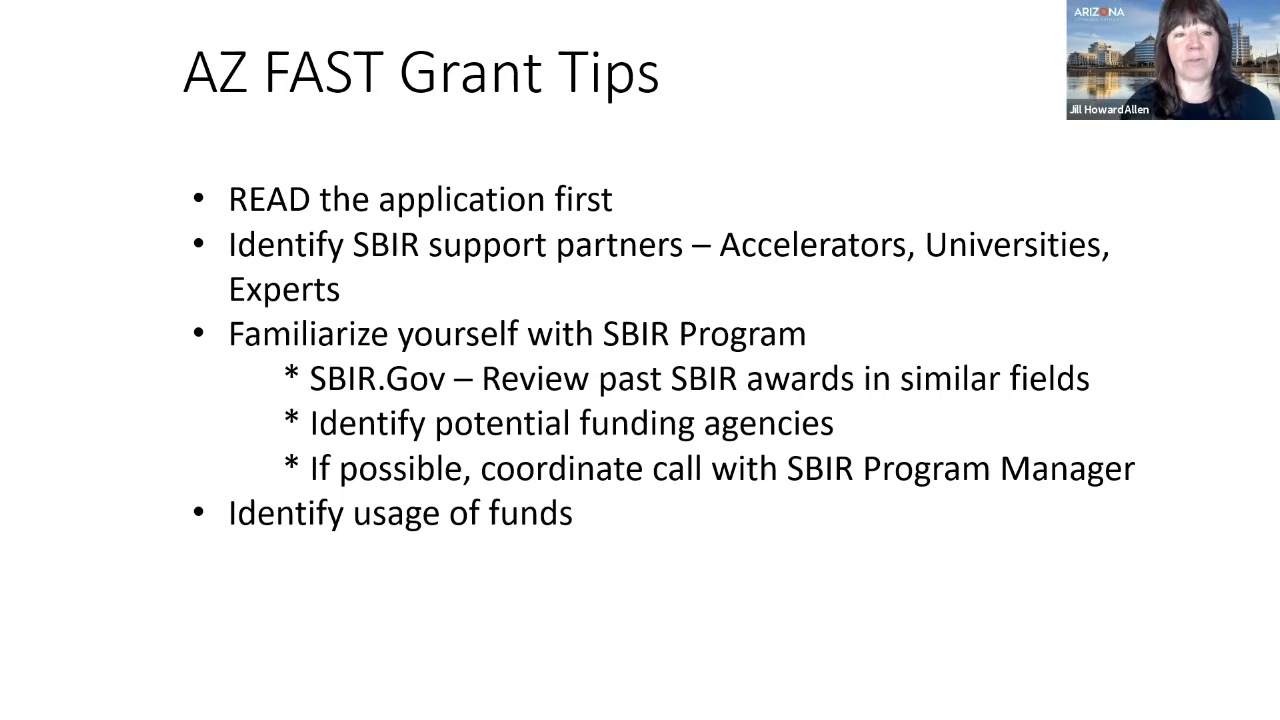 AZ FAST Grant Tips
ARIZONA
Jill Howard Allen
• READ the application first
• Identify SBIR support partners – Accelerators, Universities,
Experts
• Familiarize yourself with SBIR Program
* SBIR.Gov – Review past SBIR awards in similar fields
* Identify potential funding agencies
* If possible, coordinate call with SBIR Program Manager
• Identify usage of funds